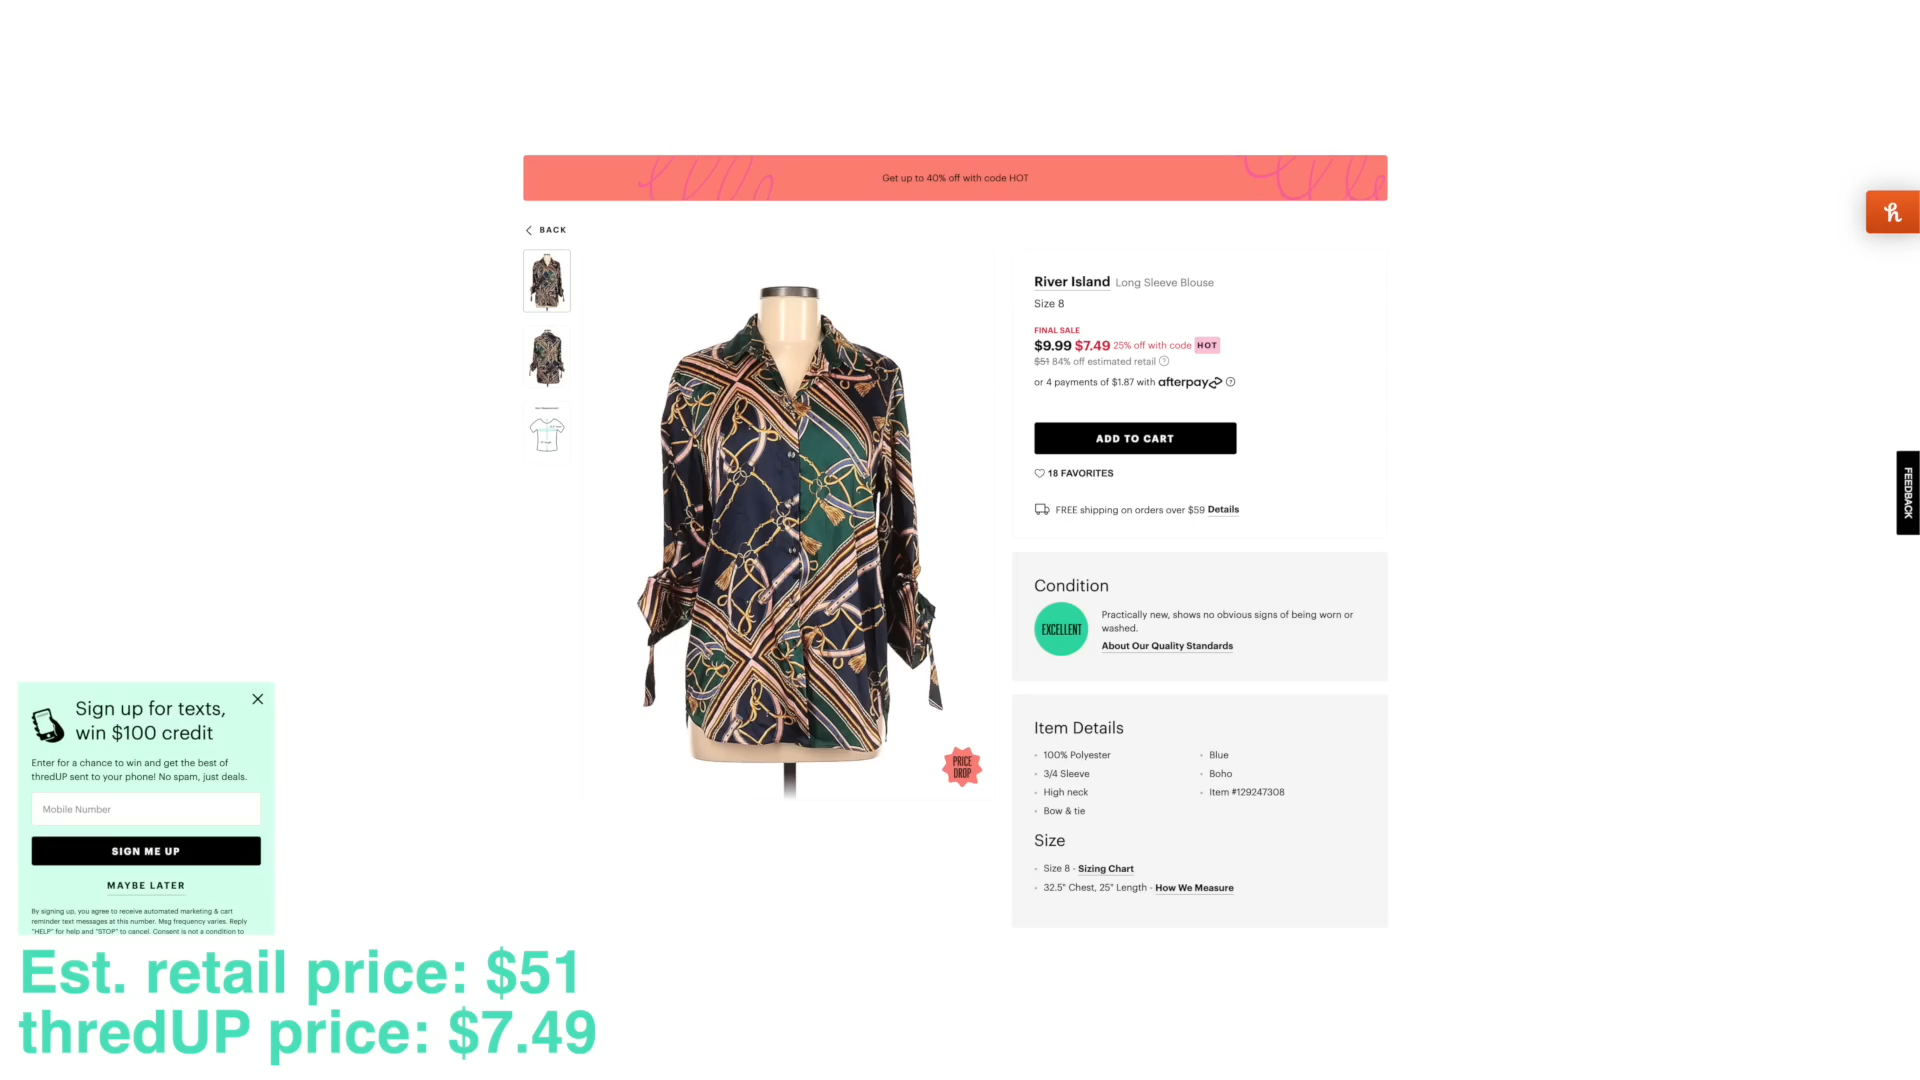 Get up to 40% off with code HOT
BACK
River Island Long Sleeve Blouse
Size 8
FINAL SALE
$9.99 $7.49 25% off with code HOT
$51 84% off estimated retail
or 4 payments of $1.87 with afterpay
ADD TO CART
18 FAVORITES
FREE shipping on orders over $59 Details
FEEDBACK
Condition
EXCELLENT
Practically new, shows no obvious signs of being worn or
washed.
About Our Quality Standards
PRICE
DROP
Item Details
100% Polyester
3/4 Sleeve
High neck
Bow & tie
Blue
Boho
Item #129247308
Size
Size 8 - Sizing Chart
32.5" Chest, 25" Length - How We Measure
Sign up for texts,
win $100 credit
Enter for a chance to win and get the best of
thredUP sent to your phone! No spam, just deals.
Mobile Number
SIGN ME UP
MAYBE LATER
By signing up, you agree to receive automated marketing & cart
reminder text messages at this number. Msg frequency varies. Reply
"HELP" for help and "STOP" to cancel. Consent is not a condition to
Est. retail price: $51
thredUP price: $7.49